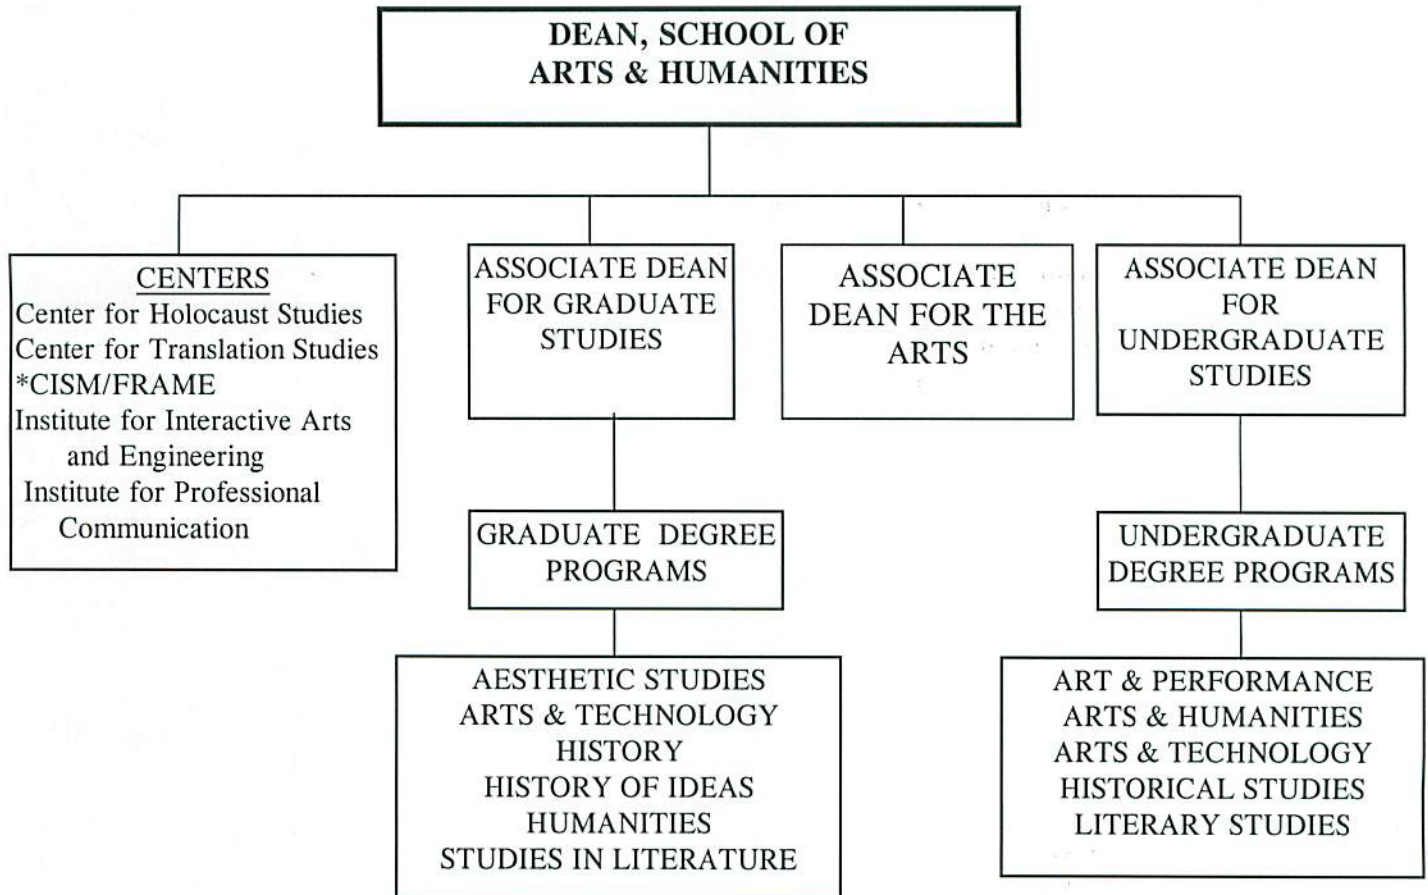 DEAN, SCHOOL OF
ARTS & HUMANITIES
CENTERS
Center for Holocaust Studies
Center for Translation Studies
*CISM/FRAME
Institute for Interactive Arts
and Engineering
Institute for Professional
Communication
ASSOCIATE DEAN
FOR GRADUATE
STUDIES
ASSOCIATE
DEAN FOR THE
ARTS
ASSOCIATE DEAN
FOR
UNDERGRADUATE
STUDIES
GRADUATE DEGREE
PROGRAMS
UNDERGRADUATE
DEGREE PROGRAMS
AESTHETIC STUDIES
ARTS & TECHNOLOGY
HISTORY
HISTORY OF IDEAS
HUMANITIES
STUDIES IN LITERATURE
ART & PERFORMANCE
ARTS & HUMANITIES
ARTS & TECHNOLOGY
HISTORICAL STUDIES
LITERARY STUDIES